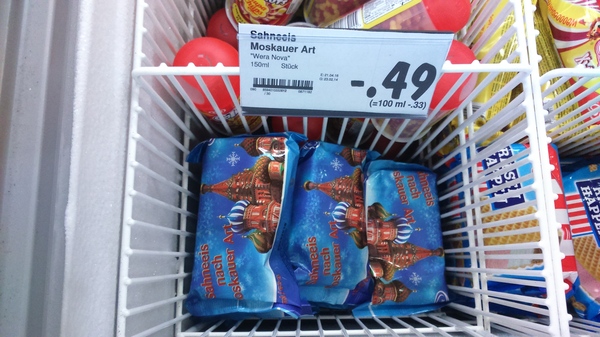 Sahneeis
Moskauer Art
"Wera Nova"
150ml Stück
-.49
(=100 ml -.33)
Sahneeis
nach
Moskauer Art
Sahneeis
nach
Moskauer Art
nach
Moskauer Art